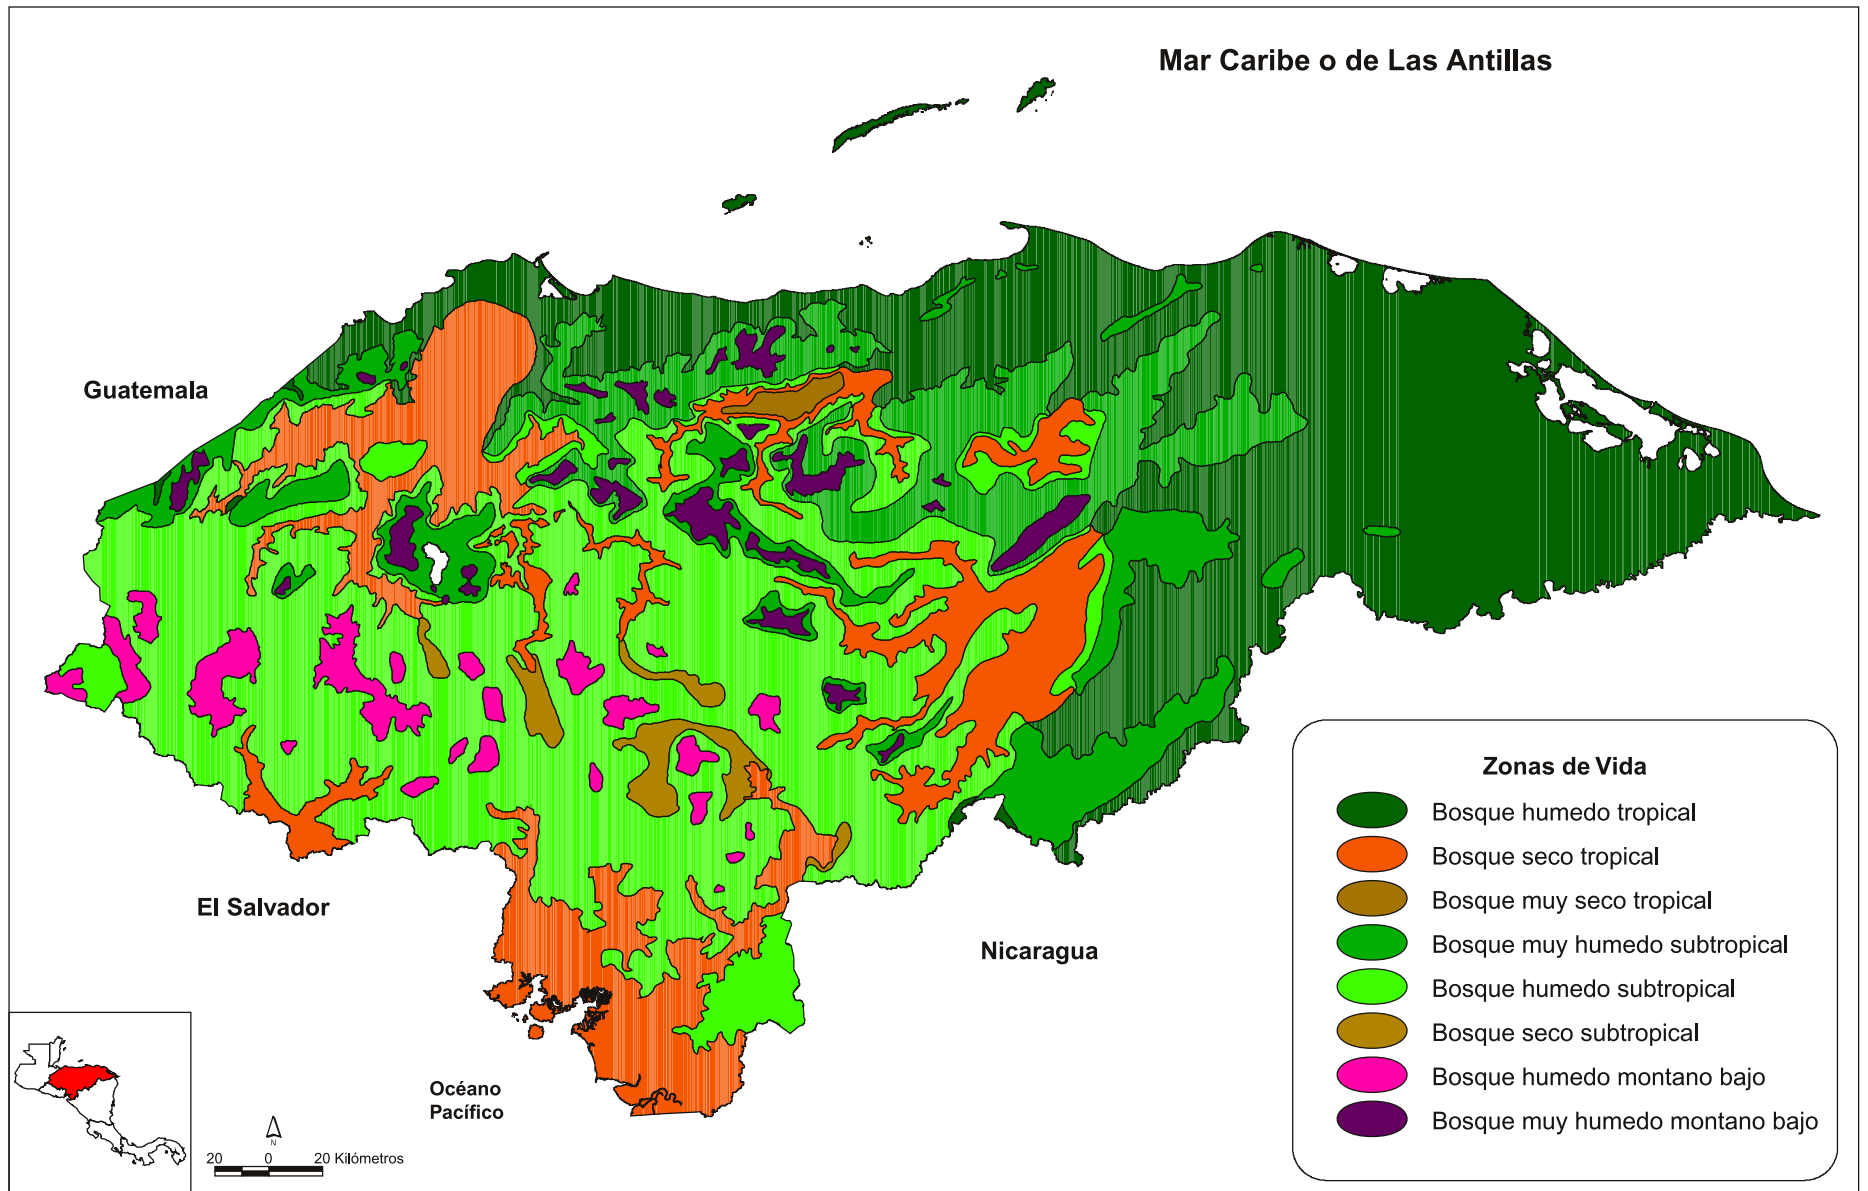 Mar Caribe o de Las Antillas
Guatemala
El Salvador
Nicaragua
Océano
Pacífico
N
20 0 20 Kilómetros
Zonas de Vida
Bosque humedo tropical
Bosque seco tropical
Bosque muy seco tropical
Bosque muy humedo subtropical
Bosque humedo subtropical
Bosque seco subtropical
Bosque humedo montano bajo
Bosque muy humedo montano bajo